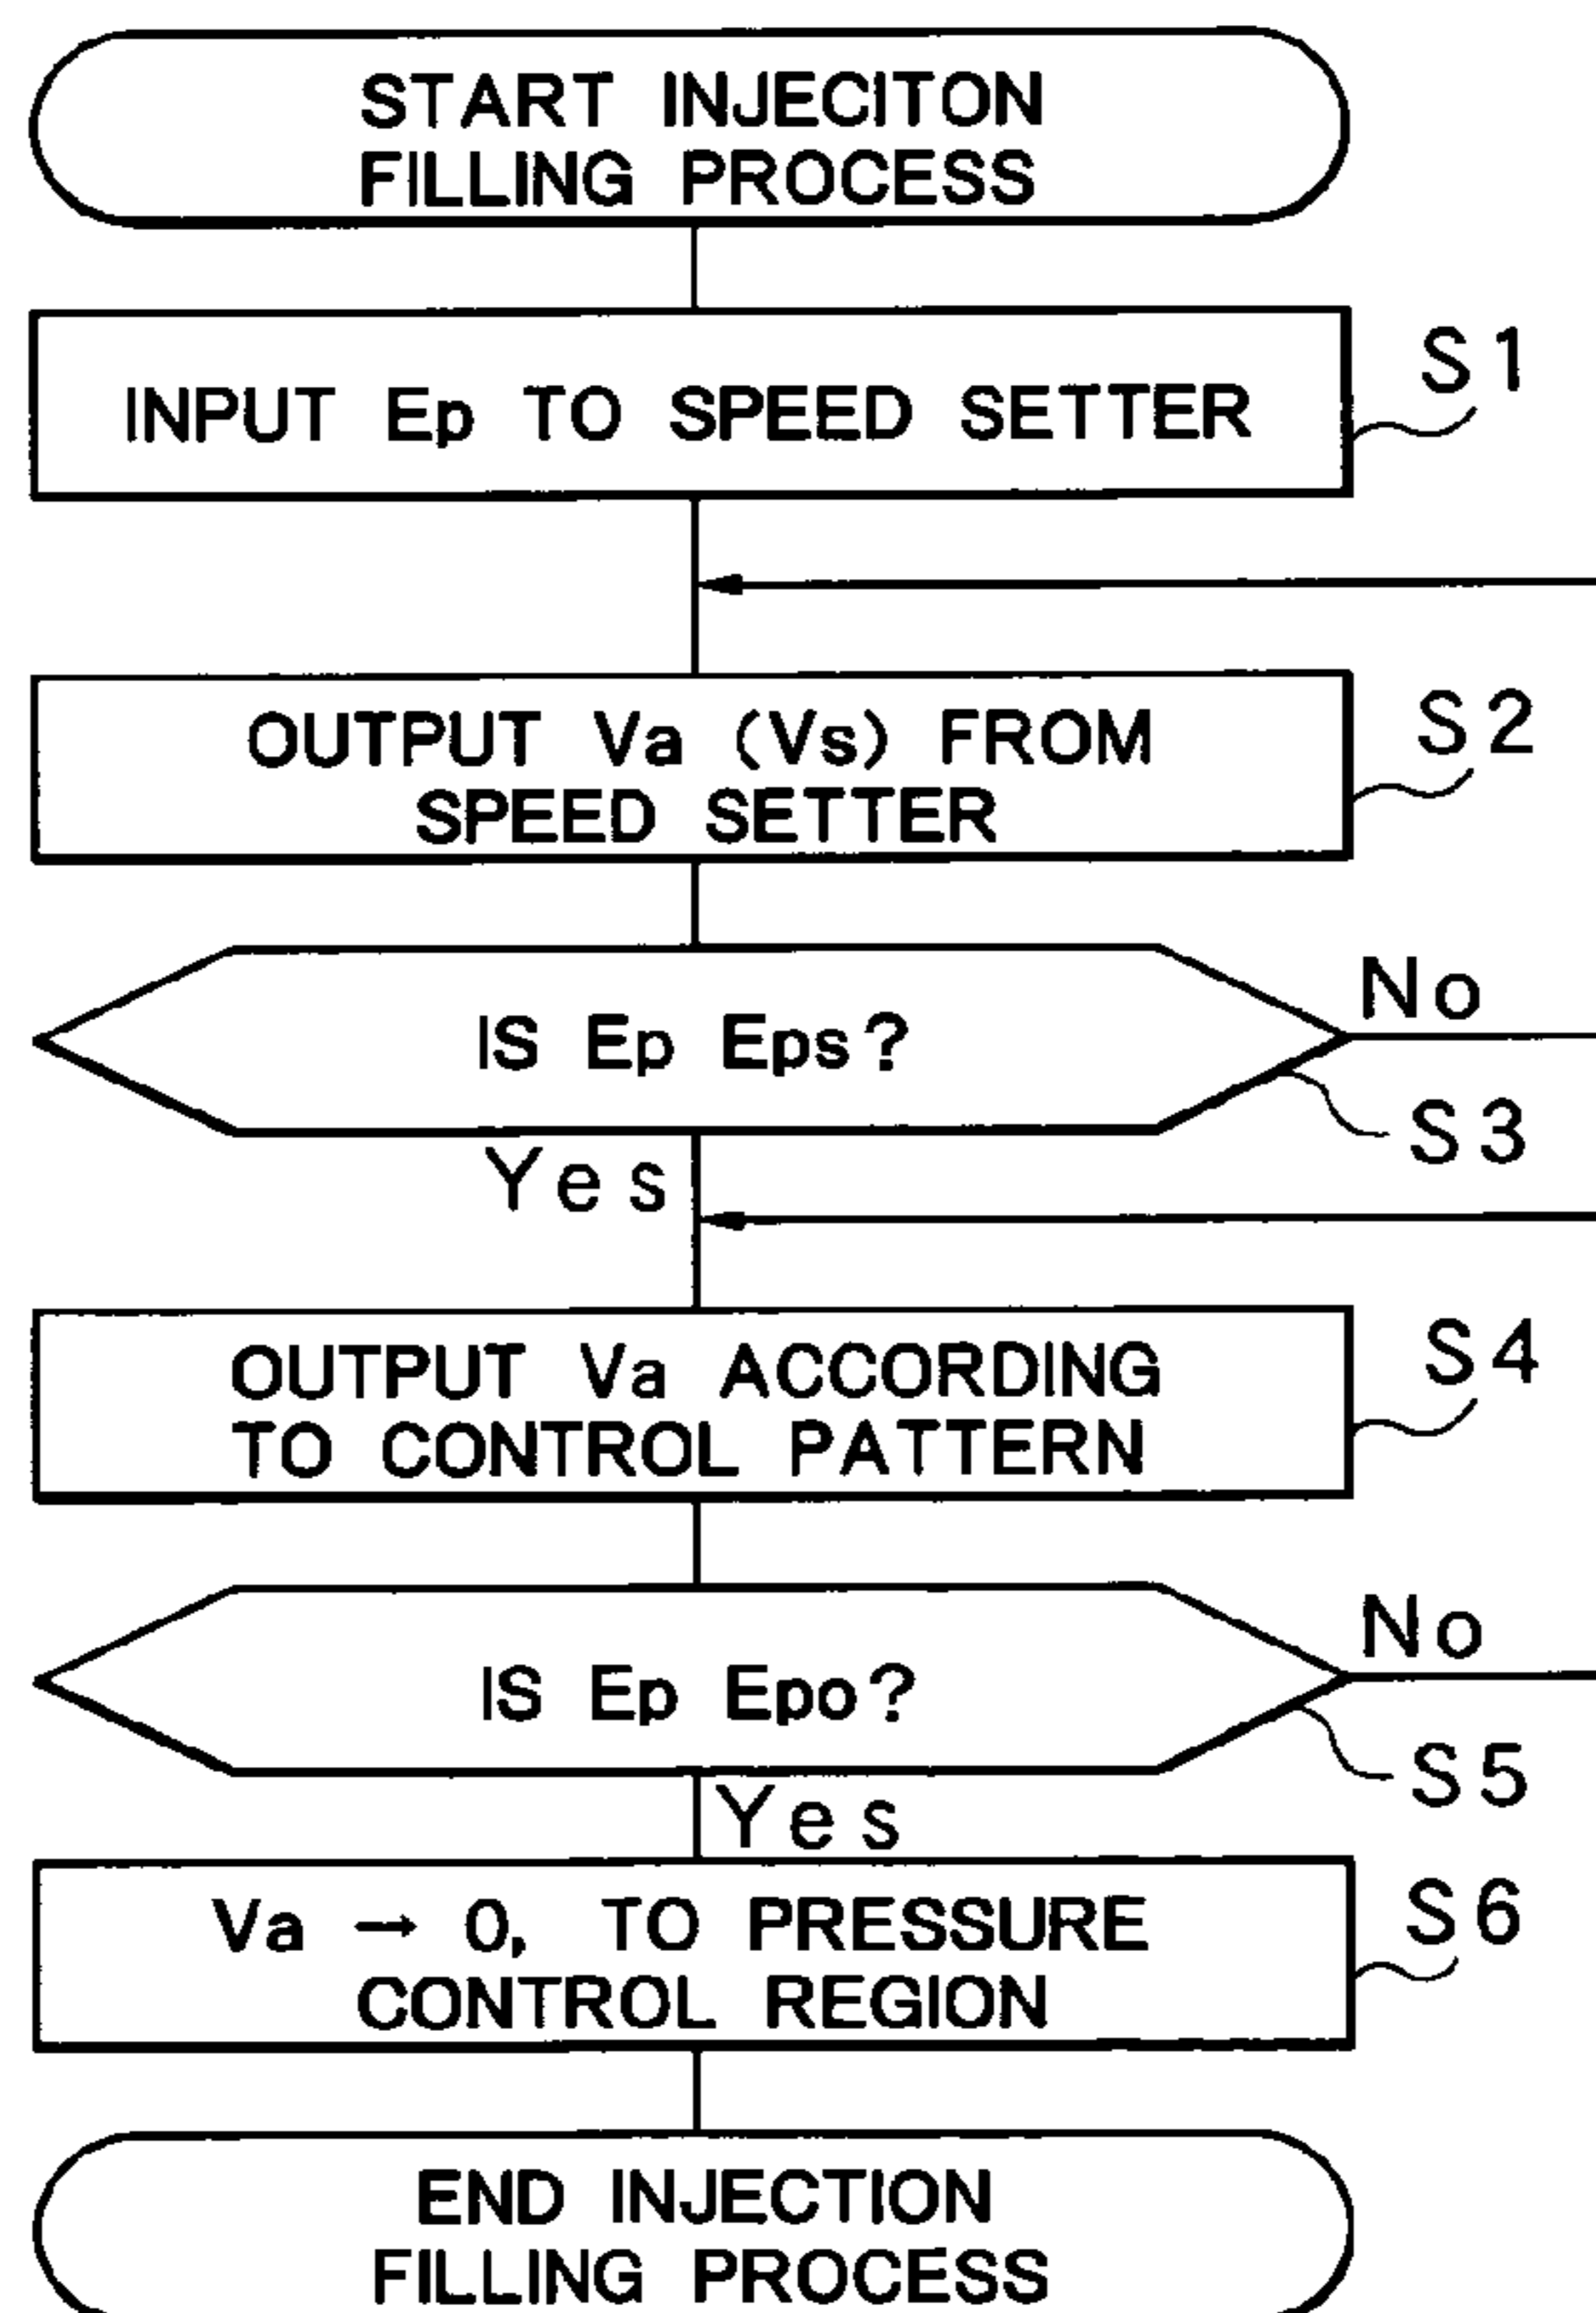 START INJECITON
FILLING PROCESS
S1
INPUT Ep TO SPEED SETTER
S2
OUTPUT Va (Vs) FROM
SPEED SETTER
No
IS Ep Eps?
S3
Yes
S4
OUTPUT Va ACCORDING
TO CONTROL PATTERN
No
IS Ep Epo?
S5
Yes
S6
Va → 0, TO PRESSURE
CONTROL REGION
END INJECTION
FILLING PROCESS